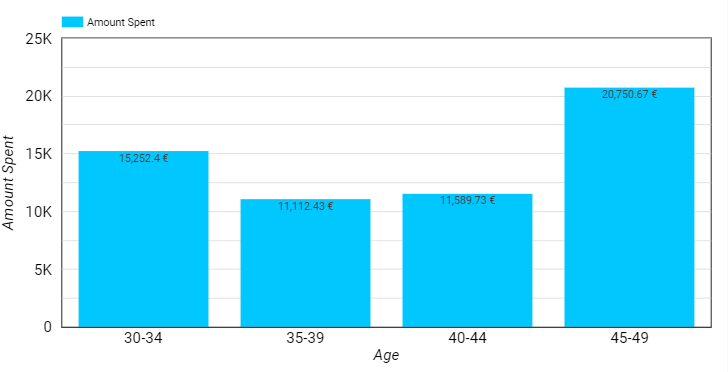 Amount Spent
25K
20K
15K
10K
5K
0
Amount Spent
15,252.4 €
11,112.43 €
11,589.73 €
20,750.67 €
30-34
35-39
40-44
45-49
Age